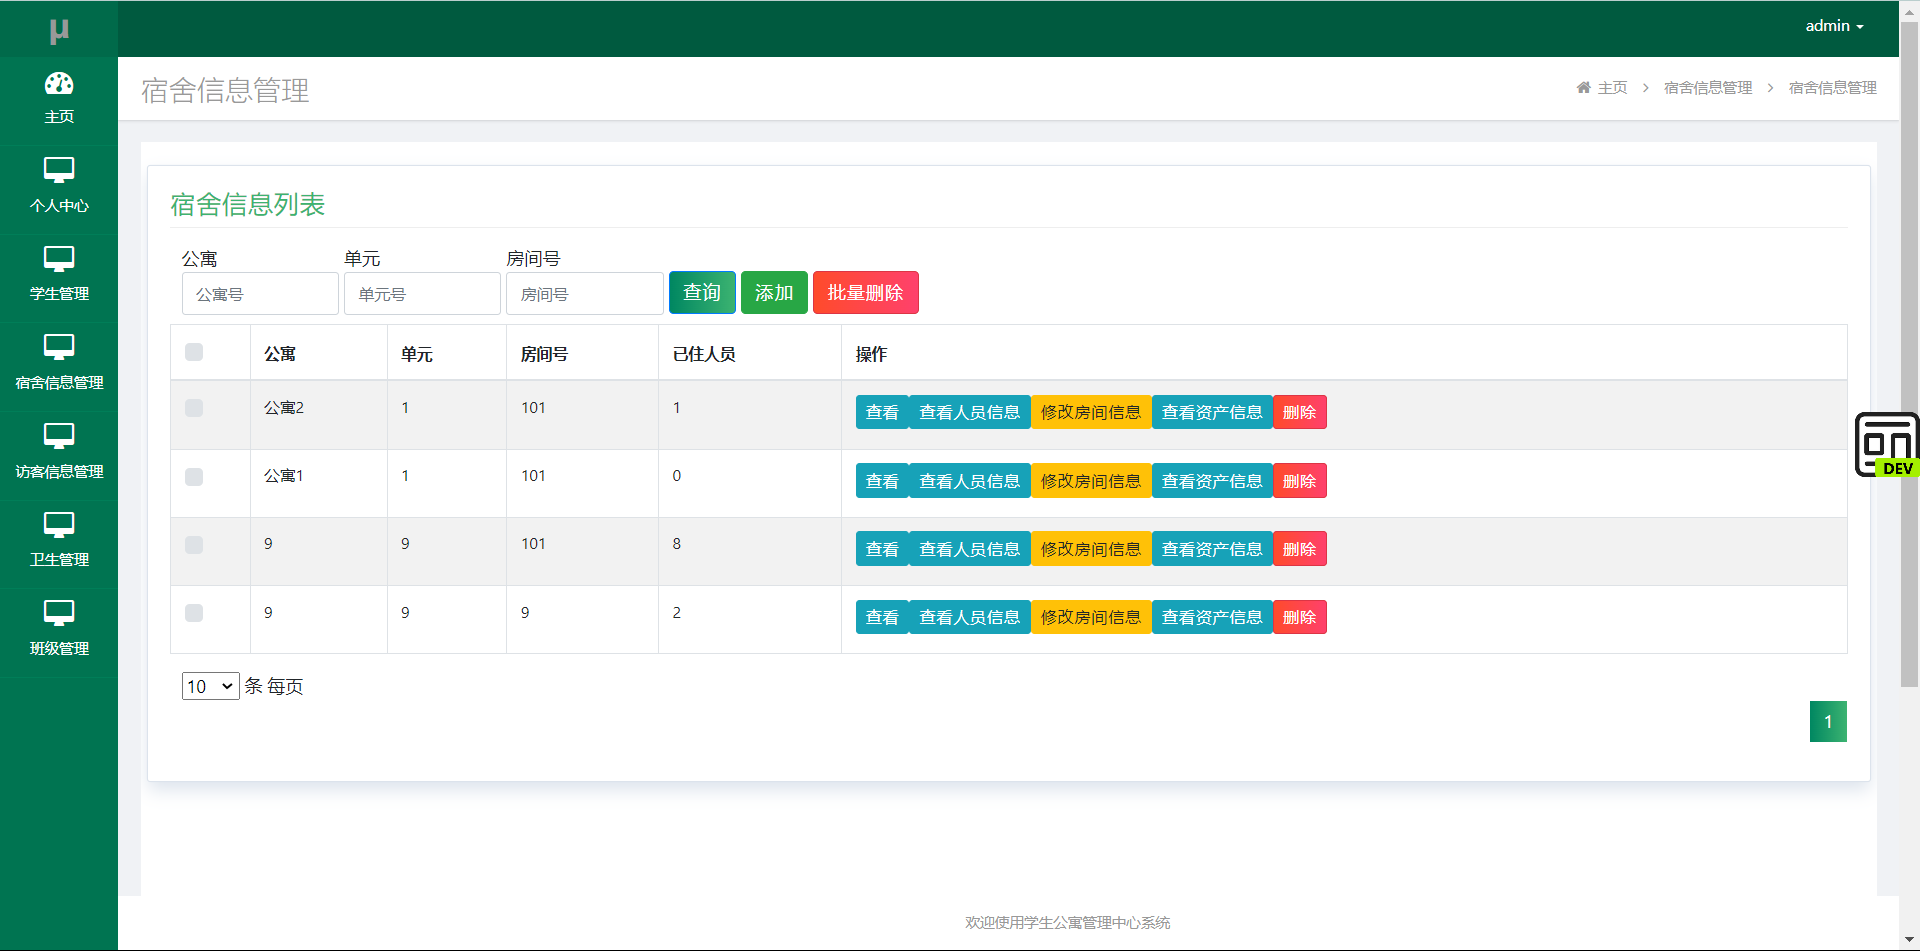 μ
admin
主页
个人中心
学生管理
宿舍信息管理
访客信息管理
卫生管理
班级管理
宿舍信息管理
主页 > 宿舍信息管理 > 宿舍信息管理
宿舍信息列表
公寓 单元 房间号
公寓号 单元号 房间号 查询 添加 批量删除
公寓 单元 房间号 已住人员 操作
公寓2 1 101 1 查看 查看人员信息 修改房间信息 查看资产信息 删除
公寓1 1 101 0 查看 查看人员信息 修改房间信息 查看资产信息 删除
9 9 101 8 查看 查看人员信息 修改房间信息 查看资产信息 删除
9 9 9 2 查看 查看人员信息 修改房间信息 查看资产信息 删除
10 条 每页
1
DEV
欢迎使用学生公寓管理中心系统